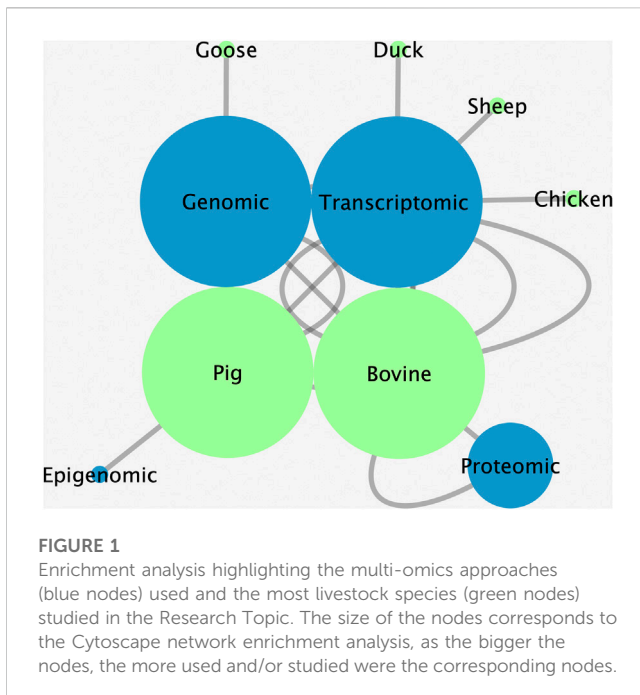 Goose
Duck
Sheep
Chicken
Genomic
Transcriptomic
Pig
Bovine
Epigenomic
Proteomic
FIGURE 1
Enrichment analysis highlighting the multi-omics approaches
(blue nodes) used and the most livestock species (green nodes)
studied in the Research Topic. The size of the nodes corresponds to
the Cytoscape network enrichment analysis, as the bigger the
nodes, the more used and/or studied were the corresponding nodes.